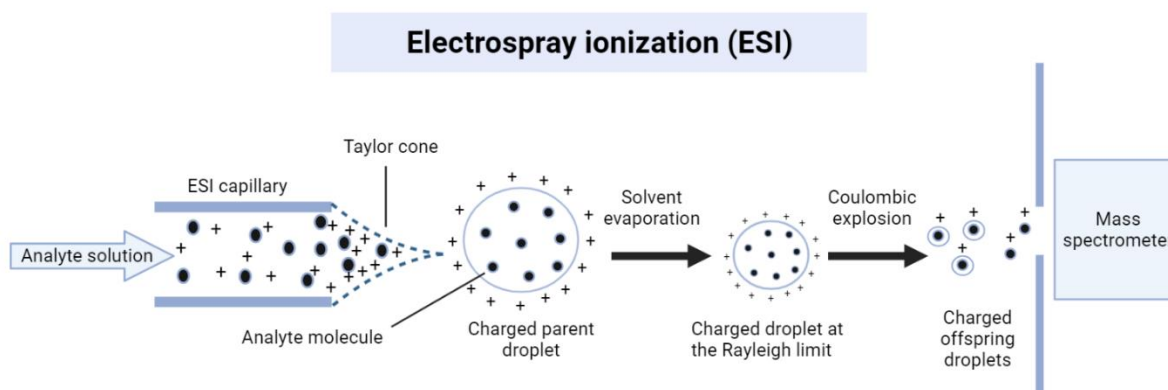 Electrospray ionization (ESI)
Taylor cone
ESI capillary
Analyte solution
Analyte molecule
Charged parent
droplet
Solvent
evaporation
Charged droplet at
the Rayleigh limit
Coulombic
explosion
Charged
offspring
droplets
Mass
spectromete